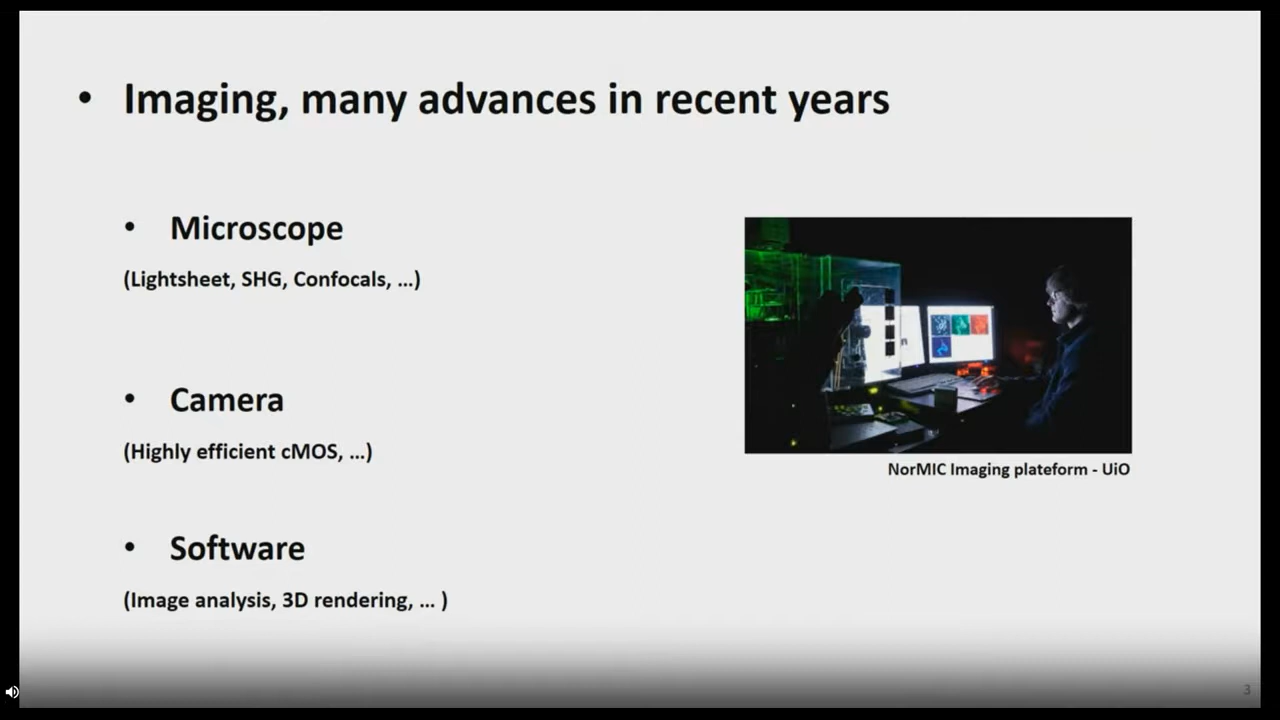 • Imaging, many advances in recent years
• Microscope
(Lightsheet, SHG, Confocals, ...)
• Camera
(Highly efficient cMOS, ...)
• Software
(Image analysis, 3D rendering, ... )
NorMIC Imaging plateform - UiO
3